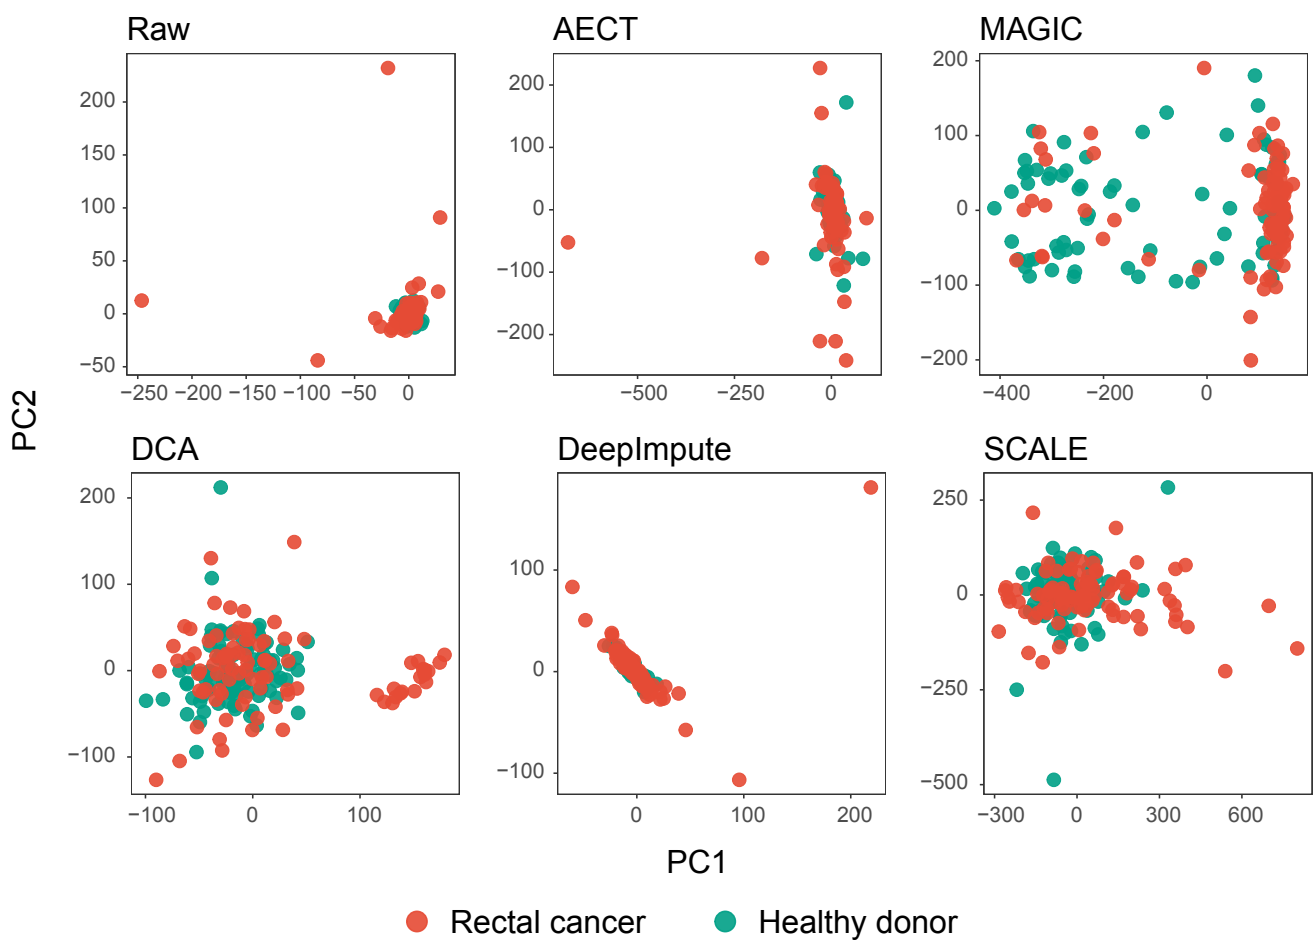 Raw AECT MAGIC
200
150
100
50
0
−50
−250 −200 −150 −100 −50 0
200
100
0
−100
−200
−500 −250 0
200
100
0
−100
−200
−400 −200 0
PC2
DCA DeepImpute SCALE
200
100
0
−100
−100 0 100
100
0
−100
0 100 200
250
0
−250
−500
−300 0 300 600
PC1
Rectal cancer Healthy donor